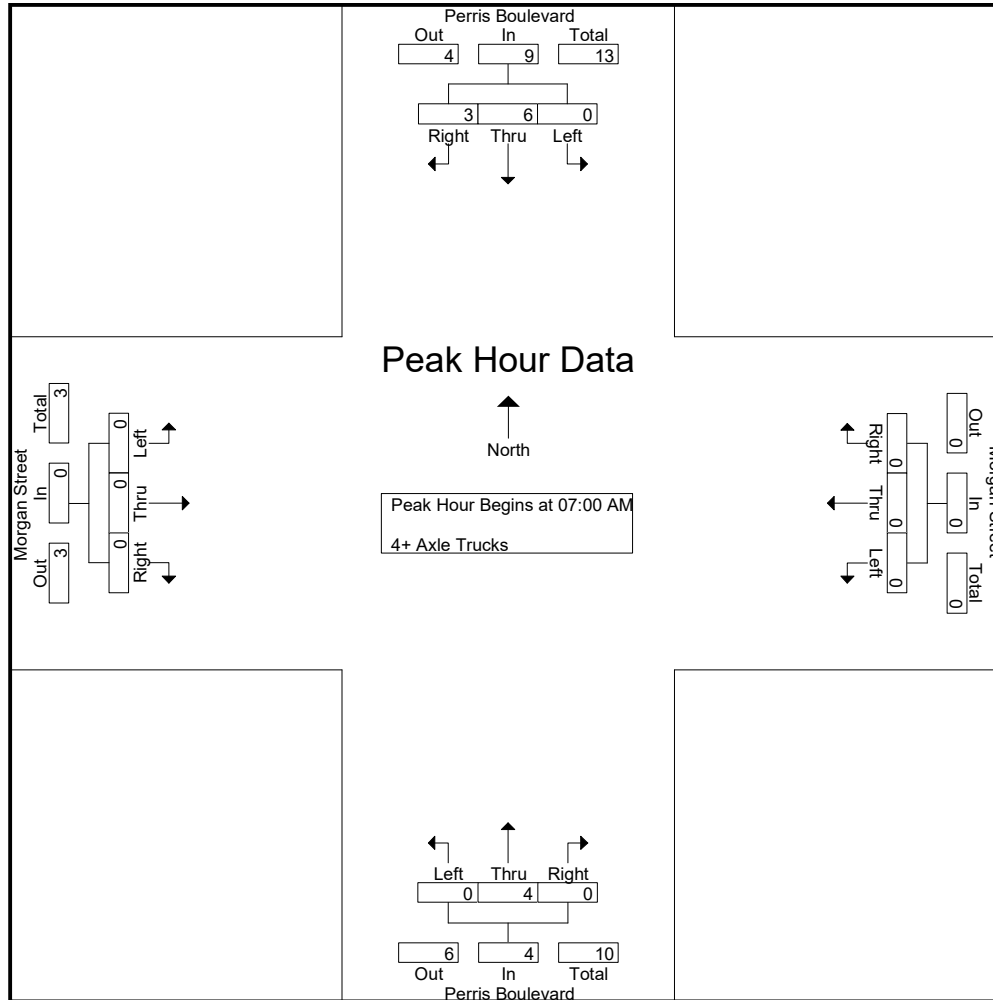 Perris Boulevard
Out In Total
4 9 13
3 6 0
Right Thru Left
Peak Hour Data
North
Peak Hour Begins at 07:00 AM
4+ Axle Trucks
Morgan Street
Out In Total
3 0 3
Left Thru Right
0 0 0
Right Thru Left
0 0 0
Out In Total
0 0 0
Left Thru Right
0 4 0
6 4 10
Out In Total
Perris Boulevard